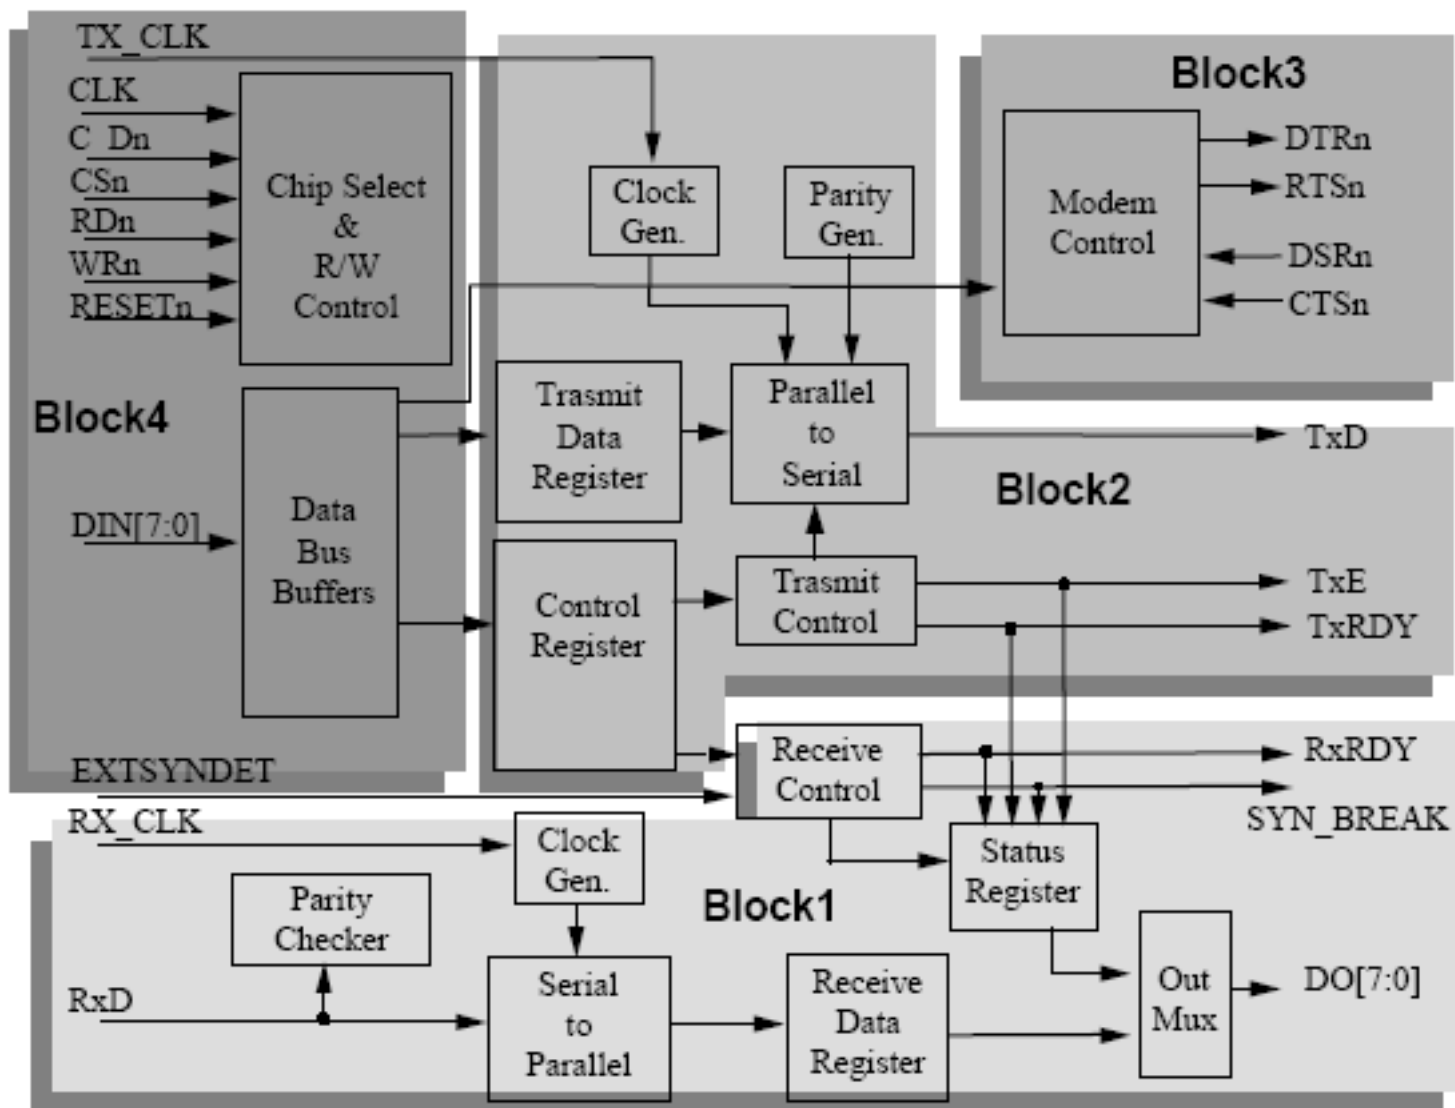 TX_CLK
CLK
C_Dn
CSn
RDn
WRn
RESETn
Chip Select
&
R/W
Control
Block4
DIN[7:0]
Data
Bus
Buffers
Clock
Gen.
Parity
Gen.
Trasmit
Data
Register
Parallel
to
Serial
Control
Register
Trasmit
Control
Block2
TxD
TxE
TxRDY
Block3
Modem
Control
DTRn
RTSn
DSRn
CTSn
EXTSYNDET
RX_CLK
Receive
Control
RxRDY
SYN_BREAK
Clock
Gen.
Block1
Status
Register
Parity
Checker
RxD
Serial
to
Parallel
Receive
Data
Register
Out
Mux
DO[7:0]